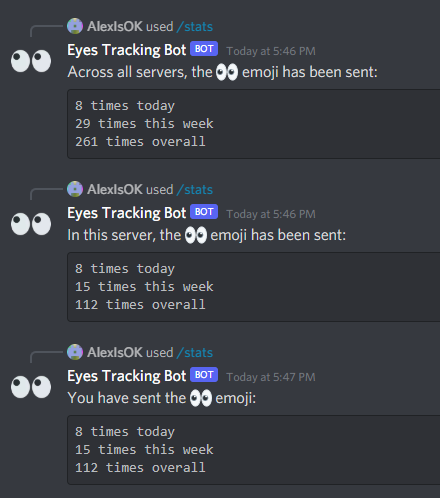 AlexIsOK used /stats
Eyes Tracking Bot BOT Today at 5:46 PM
Across all servers, the 👀 emoji has been sent:
8 times today
29 times this week
261 times overall
AlexIsOK used /stats
Eyes Tracking Bot BOT Today at 5:46 PM
In this server, the 👀 emoji has been sent:
8 times today
15 times this week
112 times overall
AlexIsOK used /stats
Eyes Tracking Bot BOT Today at 5:47 PM
You have sent the 👀 emoji:
8 times today
15 times this week
112 times overall